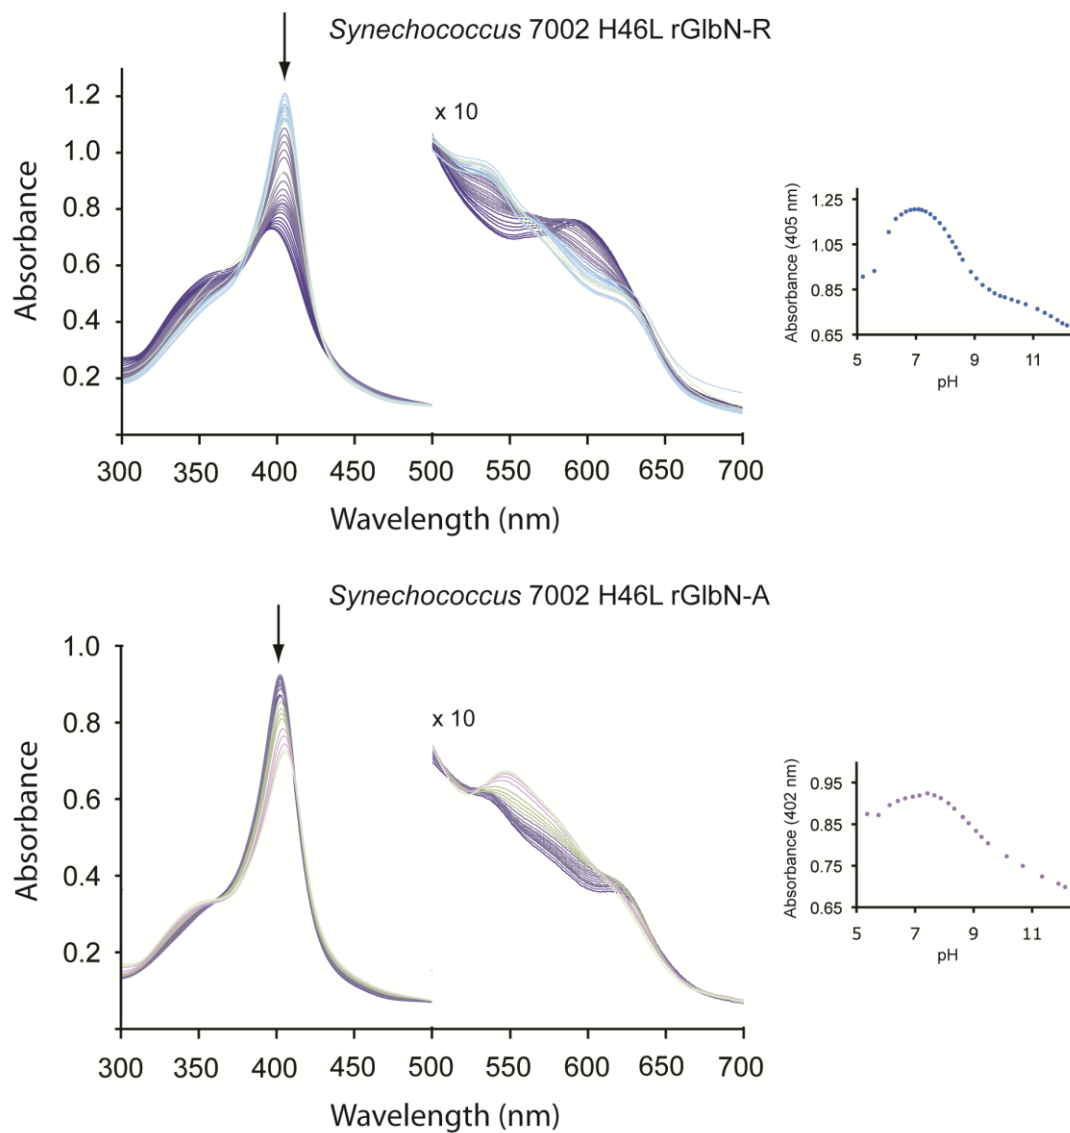 Synechococcus 7002 H46L rGlbN-R
x 10
Absorbance
1.2
1.0
0.8
0.6
0.4
0.2
300 350 400 450 500 550 600 650 700
Wavelength (nm)
Absorbance (405 nm)
1.25
1.05
0.85
0.65
5 7 9 11
pH
Synechococcus 7002 H46L rGlbN-A
x 10
Absorbance
1.0
0.8
0.6
0.4
0.2
300 350 400 450 500 550 600 650 700
Wavelength (nm)
Absorbance (402 nm)
0.95
0.85
0.75
0.65
5 7 9 11
pH